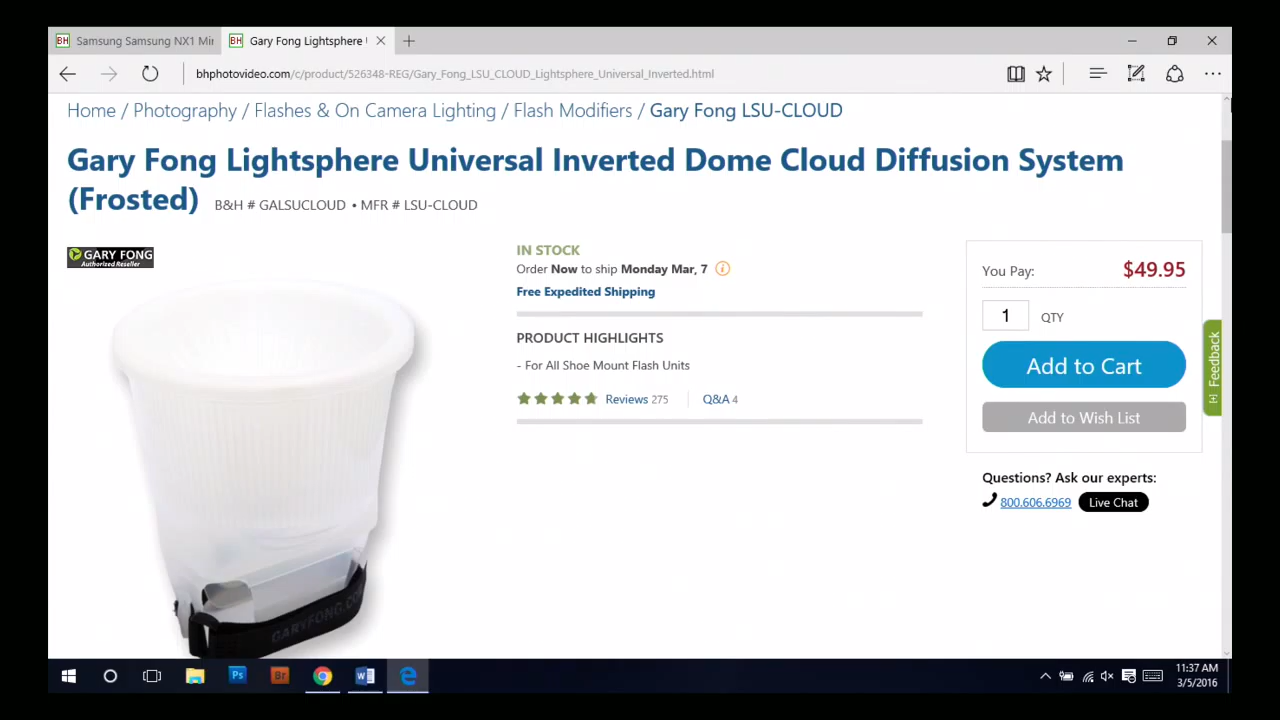 BH Samsung Samsung NX1 Mir
BH Gary Fong Lightsphere
bhphotovideo.com/c/product/526348-REG/Gary_Fong_LSU_CLOUD_Lightsphere_Universal_Inverted.html
Home / Photography / Flashes & On Camera Lighting / Flash Modifiers / Gary Fong LSU-CLOUD
Gary Fong Lightsphere Universal Inverted Dome Cloud Diffusion System
(Frosted) B&H # GALSUCLOUD • MFR # LSU-CLOUD
GARY FONG
Authorized Reseller
IN STOCK
Order Now to ship Monday Mar, 7
Free Expedited Shipping
PRODUCT HIGHLIGHTS
- For All Shoe Mount Flash Units
Reviews 275 Q&A 4
You Pay: $49.95
1 QTY
Add to Cart
Add to Wish List
Questions? Ask our experts:
800.606.6969 Live Chat
[+] Feedback
GARYFONG.COM
Ps Br
11:37 AM
3/5/2016